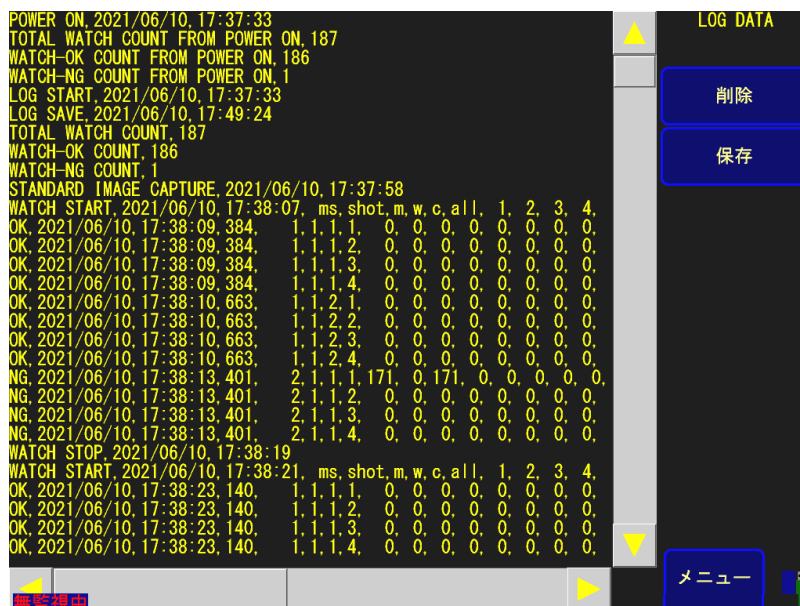 POWER ON,2021/06/10,17:37:33
TOTAL WATCH COUNT FROM POWER ON,187
WATCH-OK COUNT FROM POWER ON,186
WATCH-NG COUNT FROM POWER ON,1
LOG START,2021/06/10,17:37:33
LOG SAVE,2021/06/10,17:49:24
TOTAL WATCH COUNT,187
WATCH-OK COUNT,186
WATCH-NG COUNT,1
STANDARD IMAGE CAPTURE,2021/06/10,17:37:58
WATCH START,2021/06/10,17:38:07, ms,shot,m,w,c,all, 1, 2, 3, 4,
OK,2021/06/10,17:38:09,384, 1,1,1,1, 0, 0, 0, 0, 0, 0, 0, 0,
OK,2021/06/10,17:38:09,384, 1,1,1,2, 0, 0, 0, 0, 0, 0, 0, 0,
OK,2021/06/10,17:38:09,384, 1,1,1,3, 0, 0, 0, 0, 0, 0, 0, 0,
OK,2021/06/10,17:38:09,384, 1,1,1,4, 0, 0, 0, 0, 0, 0, 0, 0,
OK,2021/06/10,17:38:10,663, 1,1,2,1, 0, 0, 0, 0, 0, 0, 0, 0,
OK,2021/06/10,17:38:10,663, 1,1,2,2, 0, 0, 0, 0, 0, 0, 0, 0,
OK,2021/06/10,17:38:10,663, 1,1,2,3, 0, 0, 0, 0, 0, 0, 0, 0,
OK,2021/06/10,17:38:10,663, 1,1,2,4, 0, 0, 0, 0, 0, 0, 0, 0,
NG,2021/06/10,17:38:13,401, 2,1,1,1,171, 0,171, 0, 0, 0, 0, 0,
NG,2021/06/10,17:38:13,401, 2,1,1,2, 0, 0, 0, 0, 0, 0, 0, 0,
NG,2021/06/10,17:38:13,401, 2,1,1,3, 0, 0, 0, 0, 0, 0, 0, 0,
NG,2021/06/10,17:38:13,401, 2,1,1,4, 0, 0, 0, 0, 0, 0, 0, 0,
WATCH STOP,2021/06/10,17:38:19
WATCH START,2021/06/10,17:38:21, ms,shot,m,w,c,all, 1, 2, 3, 4,
OK,2021/06/10,17:38:23,140, 1,1,1,1, 0, 0, 0, 0, 0, 0, 0, 0,
OK,2021/06/10,17:38:23,140, 1,1,1,2, 0, 0, 0, 0, 0, 0, 0, 0,
OK,2021/06/10,17:38:23,140, 1,1,1,3, 0, 0, 0, 0, 0, 0, 0, 0,
OK,2021/06/10,17:38:23,140, 1,1,1,4, 0, 0, 0, 0, 0, 0, 0, 0,
無監視中
LOG DATA
削除
保存
メニュー